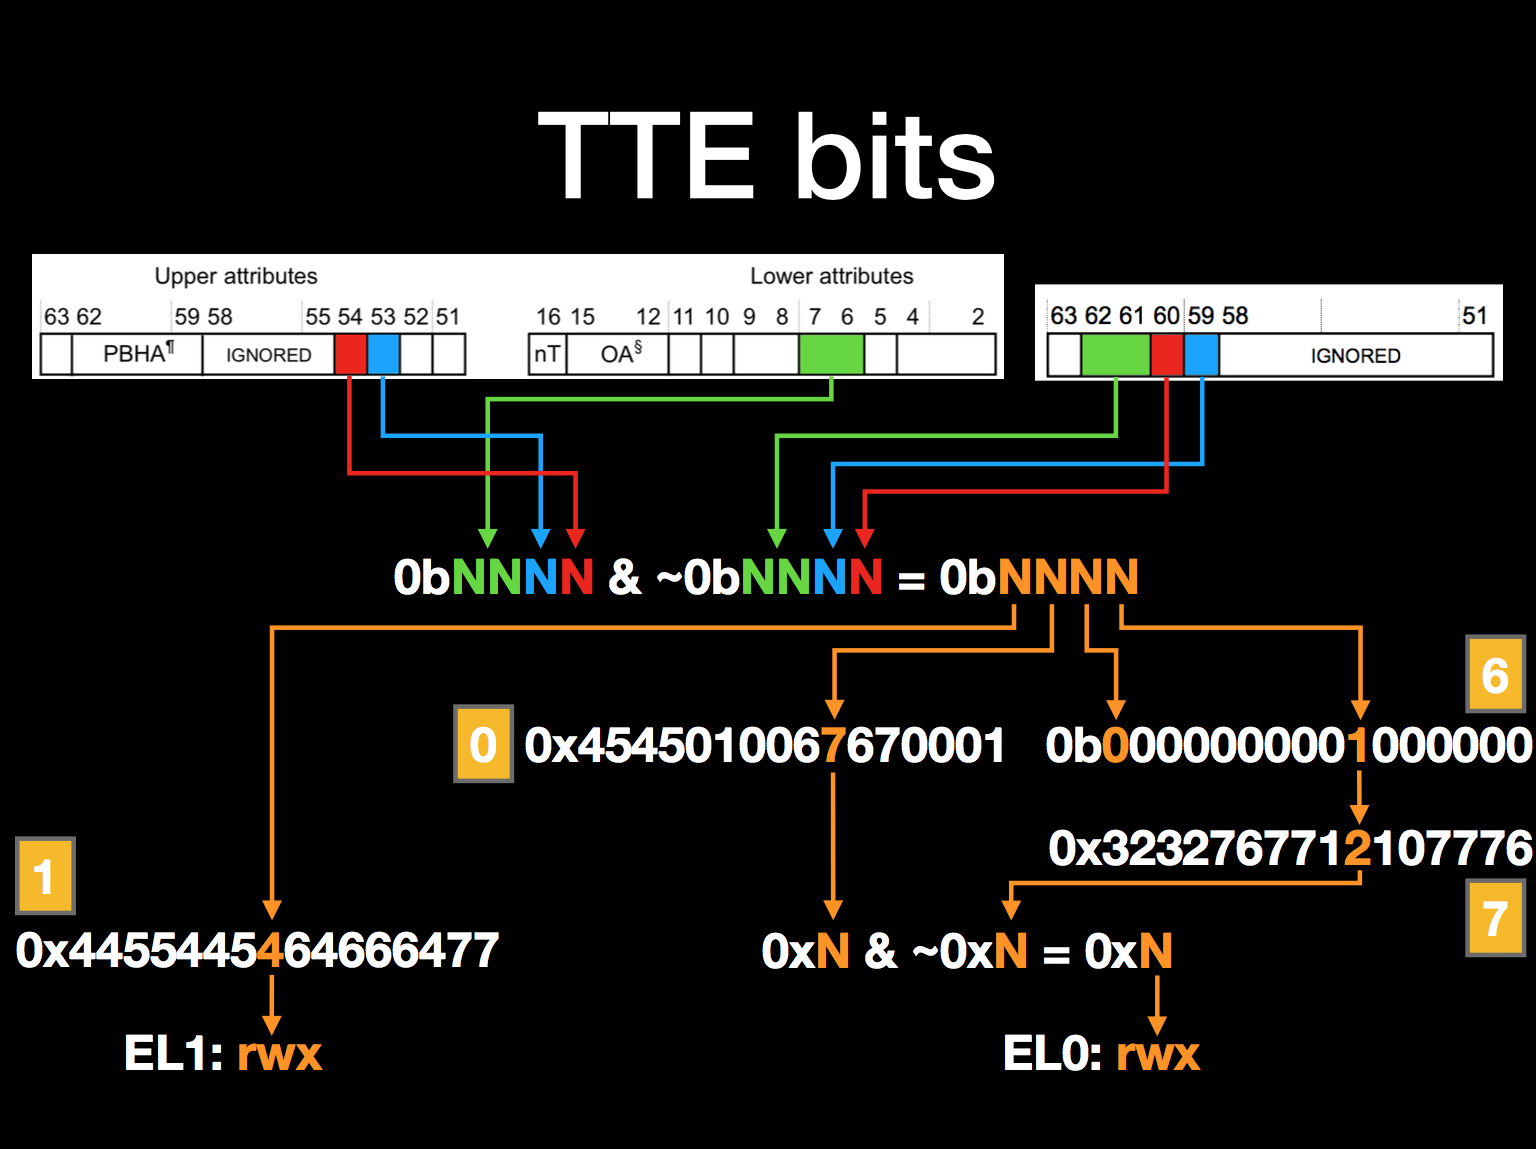 TTE bits
Upper attributes
Lower attributes
63 62 59 58 55 54 53 52 51
16 15 12 11 10 9 8 7 6 5 4 2
63 62 61 60 59 58 51
PBHA¶ IGNORED
nT OA§
IGNORED
0bNNNN & ~0bNNNN = 0bNNNN
6
0 0x4545010067670001
0b0000000001000000
0x3232767712107776
1
7
0x4455445464666477
0xN & ~0xN = 0xN
EL1: rwx
EL0: rwx